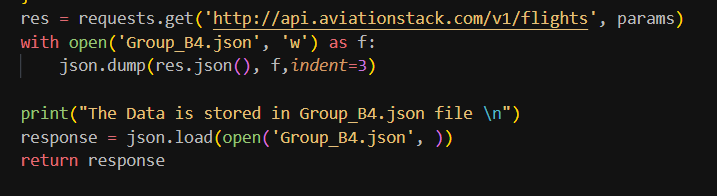 res = requests.get('http://api.aviationstack.com/v1/flights', params)
with open('Group_B4.json', 'w') as f:
    json.dump(res.json(), f,indent=3)

print("The Data is stored in Group_B4.json file \n")
response = json.load(open('Group_B4.json', ))
return response